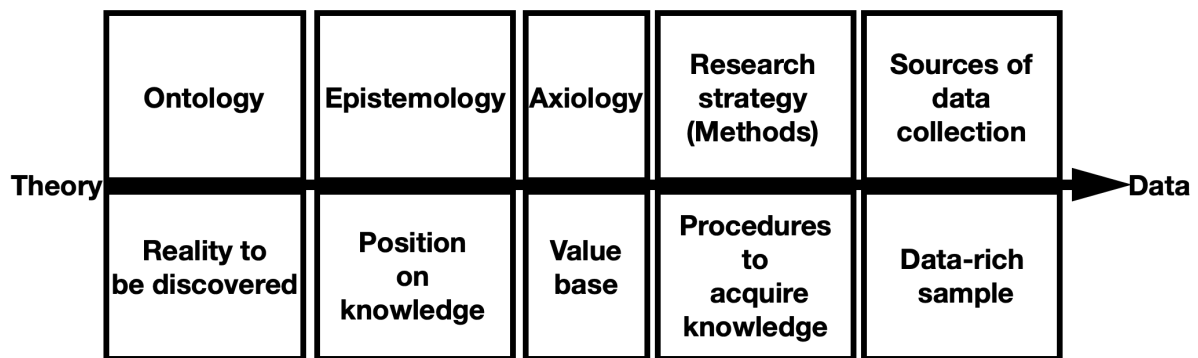 Ontology
Epistemology
Axiology
Research
strategy
(Methods)
Sources of
data
collection
Theory
Data
Reality to
be discovered
Position
on
knowledge
Value
base
Procedures
to
acquire
knowledge
Data-rich
sample